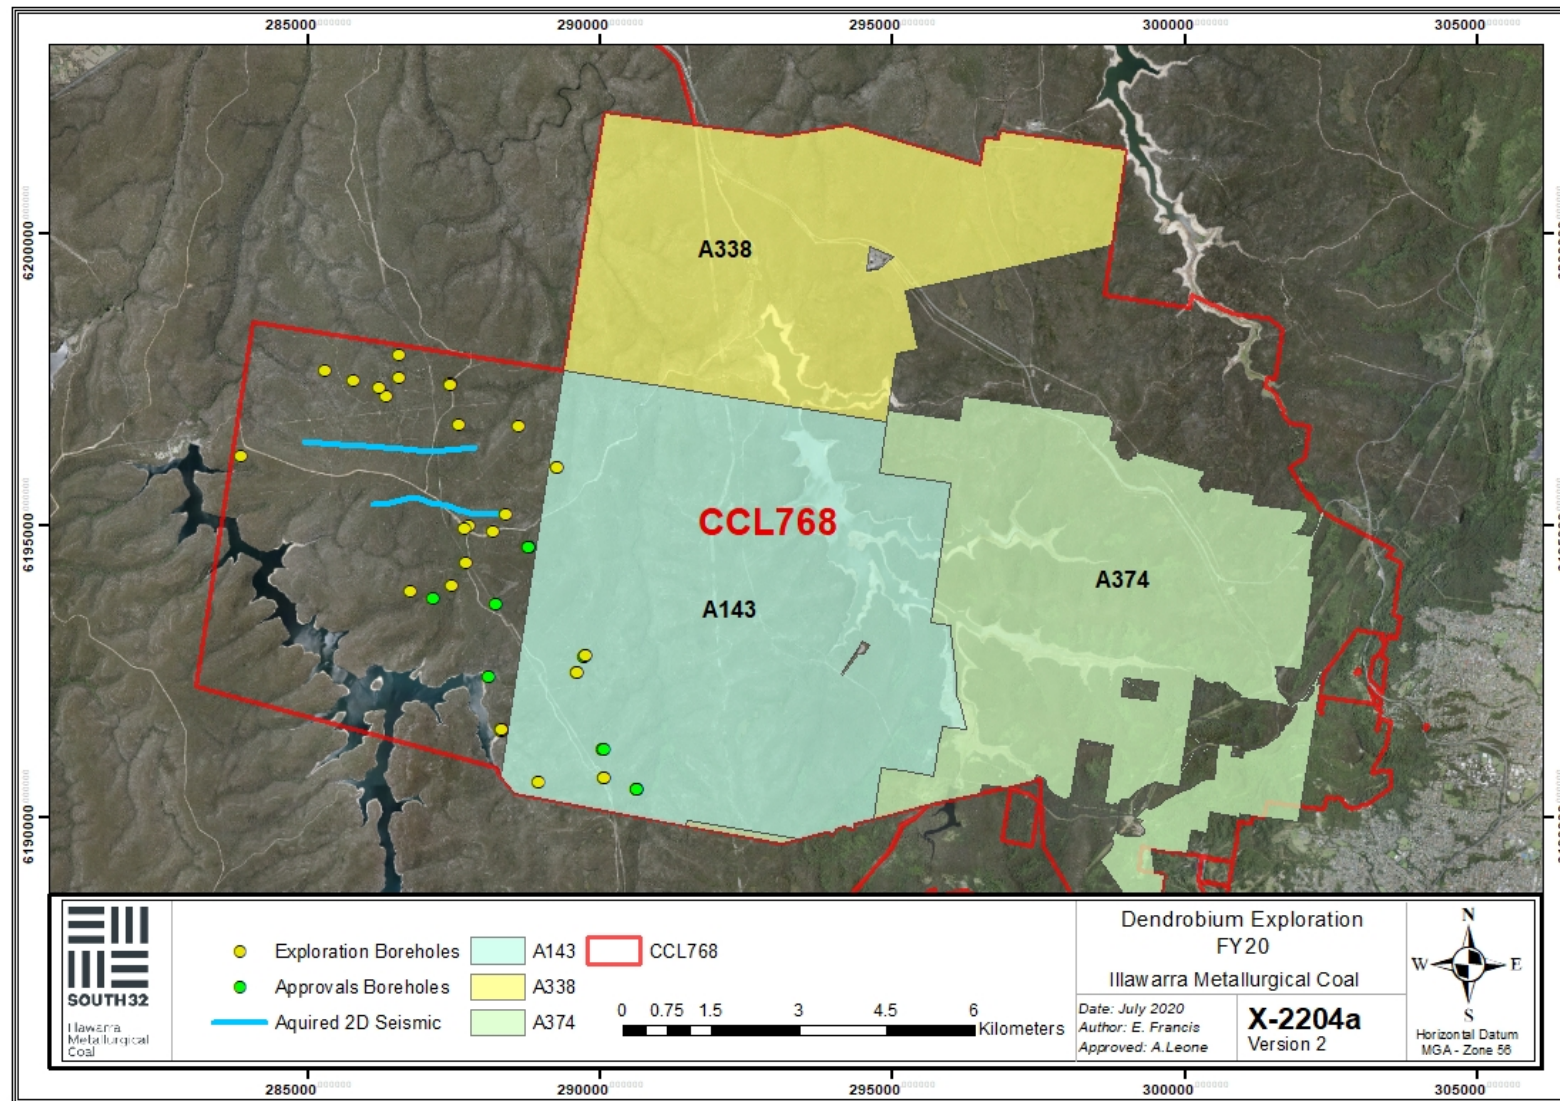 285000 290000 295000 300000 305000
6200000
6195000
6190000
A338
CCL768
A374
A143
SOUTH32
Illawarra
Metallurgical
Coal
Exploration Boreholes
Approvals Boreholes
Aquired 2D Seismic
A143
A338
A374
CCL768
0 0.75 1.5 3 4.5 6
Kilometers
Dendrobium Exploration
FY20
Illawarra Metallurgical Coal
Date: July 2020
Author: E. Francis
Approved: A.Leone
X-2204a
Version 2
N
W E
S
Horizontal Datum
MGA - Zone 56
285000 290000 295000 300000 305000